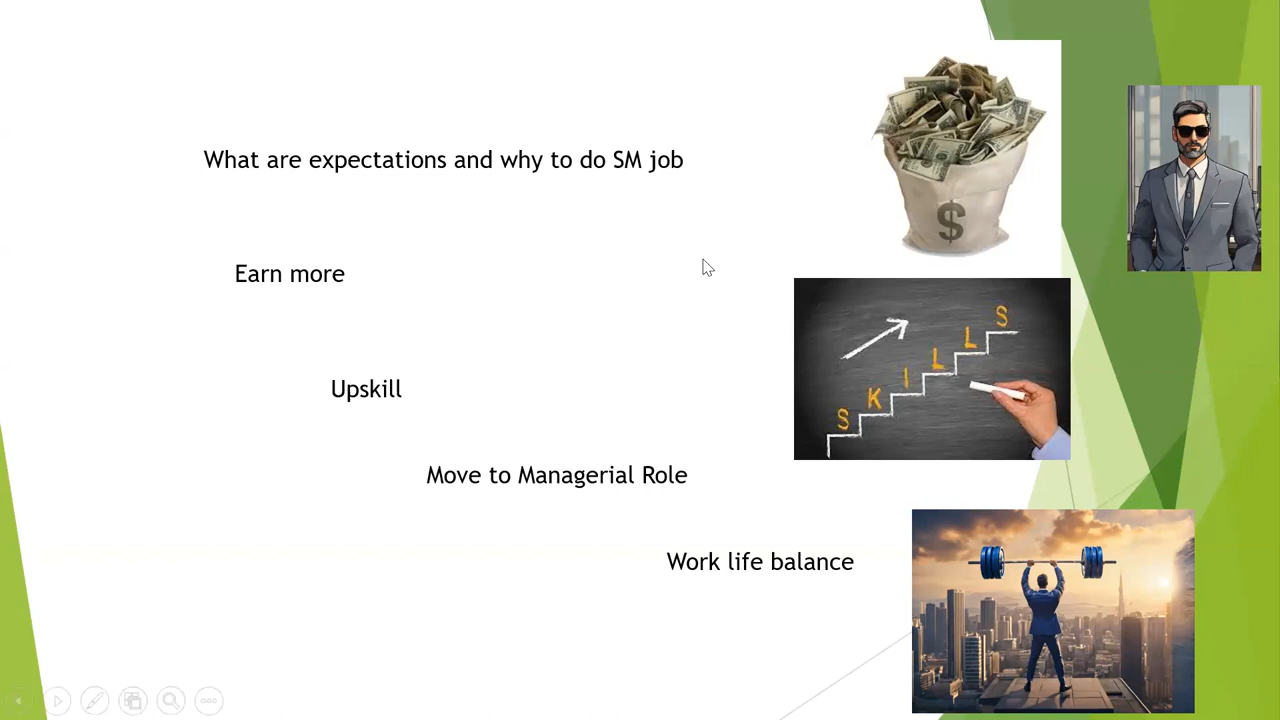 What are expectations and why to do SM job
$
Earn more
SKILLS
Upskill
Move to Managerial Role
Work life balance